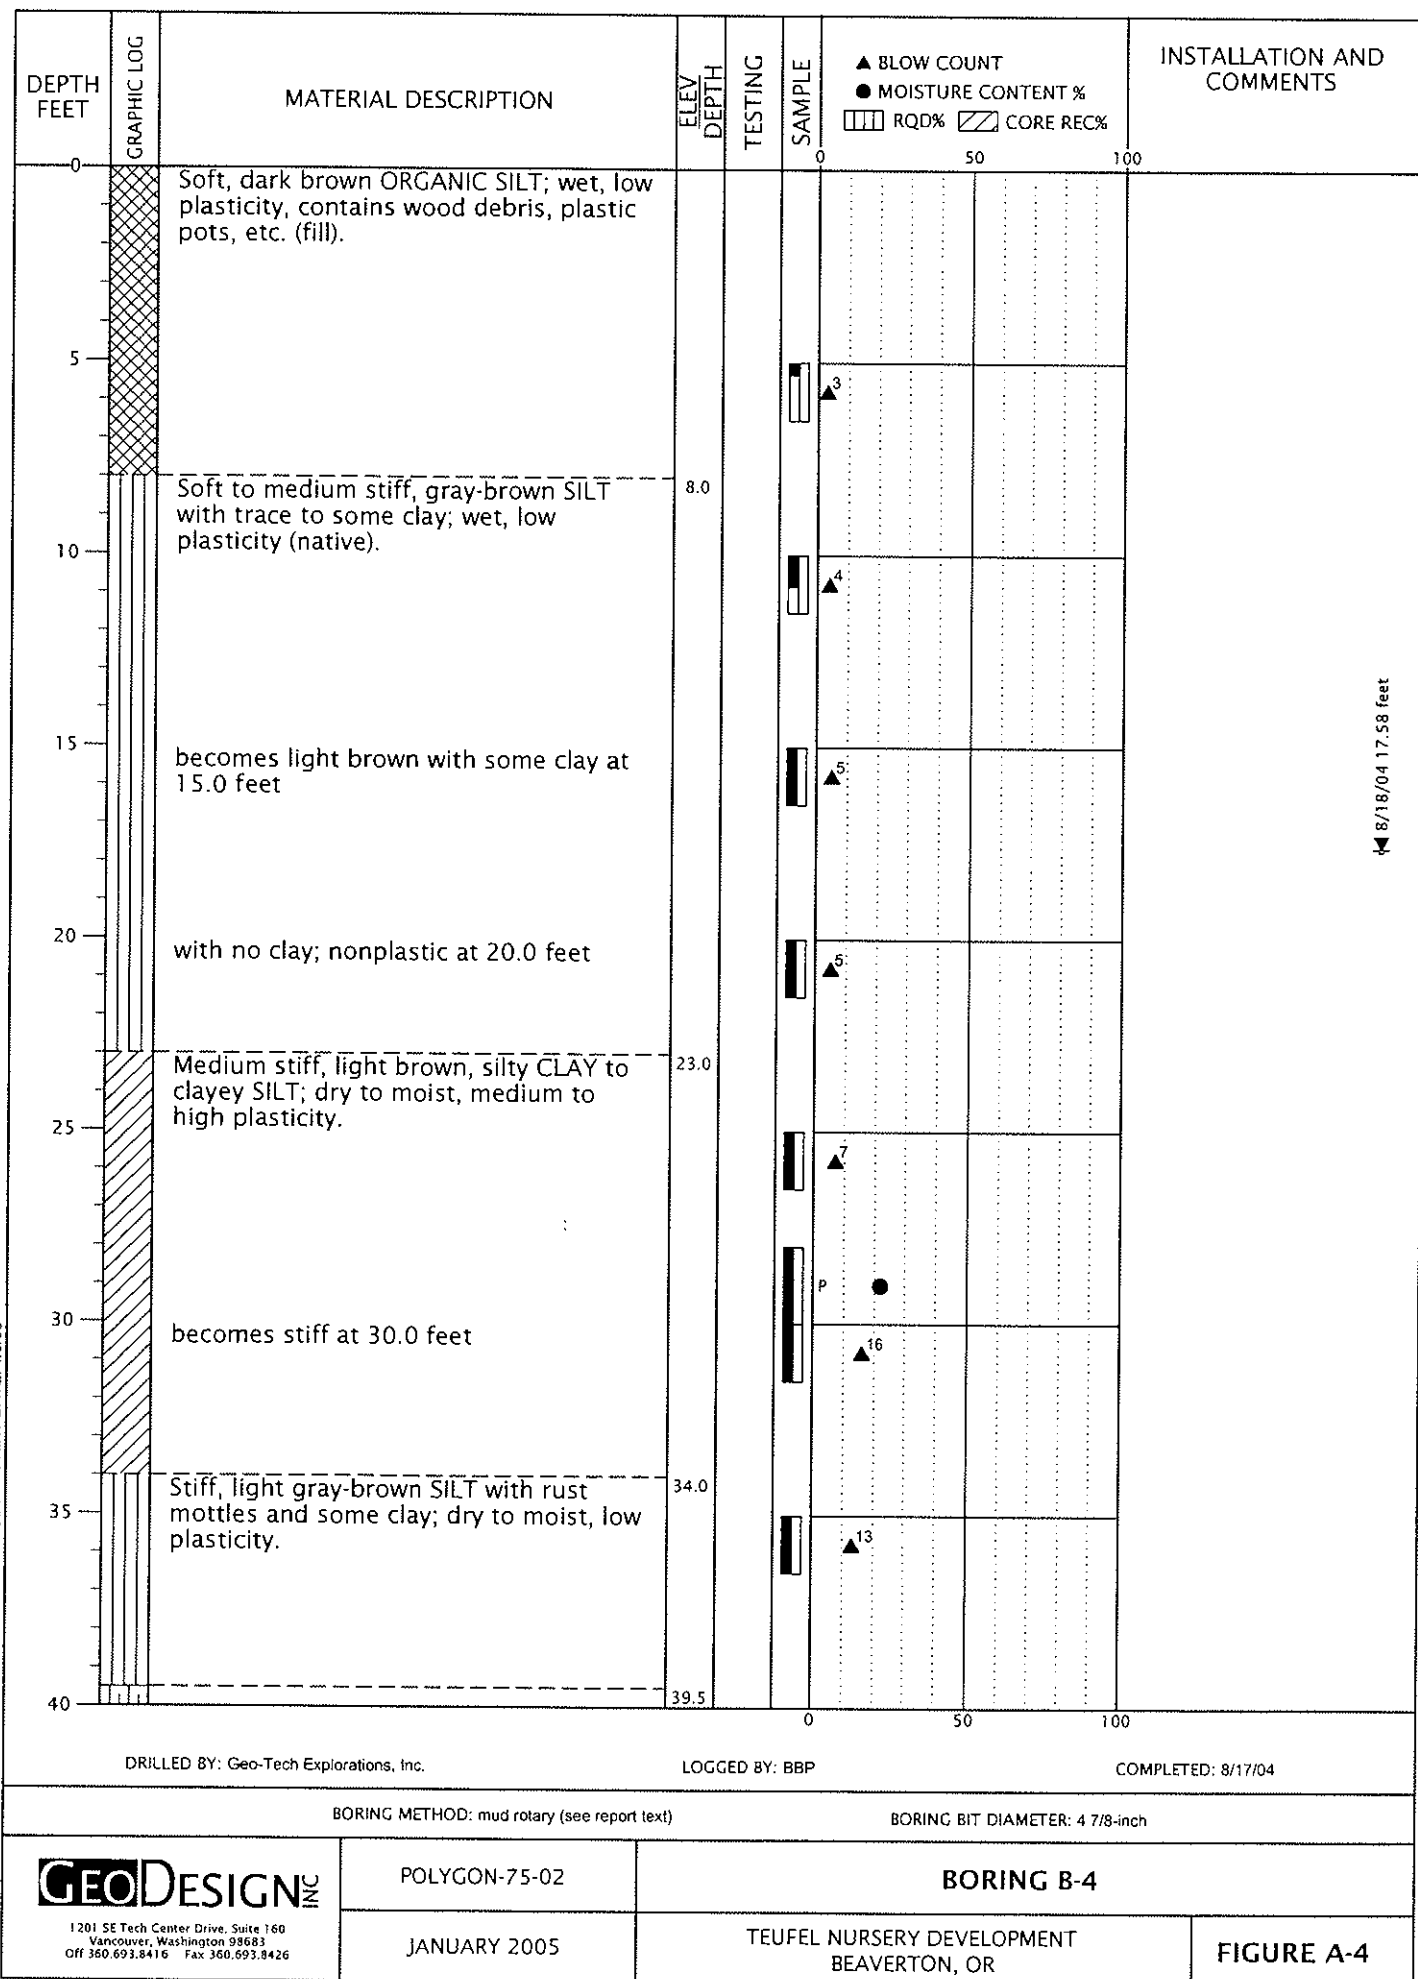 DEPTH
FEET
GRAPHIC LOG
MATERIAL DESCRIPTION
ELEV
DEPTH
TESTING
SAMPLE
▲ BLOW COUNT
● MOISTURE CONTENT %
RQD% CORE REC%
INSTALLATION AND
COMMENTS
0 50 100
0
Soft, dark brown ORGANIC SILT; wet, low
plasticity, contains wood debris, plastic
pots, etc. (fill).
5
3
8.0
Soft to medium stiff, gray-brown SILT
with trace to some clay; wet, low
plasticity (native).
10
4
15
becomes light brown with some clay at
15.0 feet
5
8/18/04 17.58 feet
20
with no clay; nonplastic at 20.0 feet
5
23.0
Medium stiff, light brown, silty CLAY to
clayey SILT; dry to moist, medium to
high plasticity.
25
7
P
30
becomes stiff at 30.0 feet
16
34.0
Stiff, light gray-brown SILT with rust
mottles and some clay; dry to moist, low
plasticity.
35
13
39.5
40
0 50 100
DRILLED BY: Geo-Tech Explorations, Inc.
LOGGED BY: BBP
COMPLETED: 8/17/04
BORING METHOD: mud rotary (see report text)
BORING BIT DIAMETER: 4 7/8-inch
GEODESIGN INC
1201 SE Tech Center Drive, Suite 160
Vancouver, Washington 98683
Off 360.693.8416 Fax 360.693.8426
POLYGON-75-02
JANUARY 2005
BORING B-4
TEUFEL NURSERY DEVELOPMENT
BEAVERTON, OR
FIGURE A-4